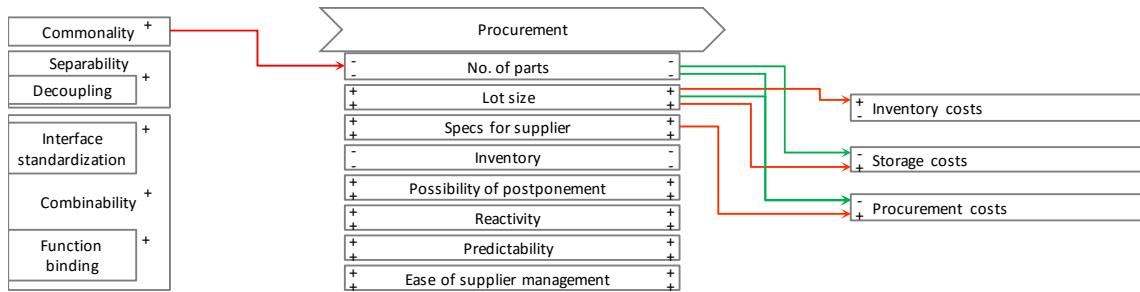 Commonality +
Separability
+
Decoupling
Interface
standardization
+
Combinability +
Function
binding
+
Procurement
- No. of parts -
- -
+ Lot size +
+ +
+ Specs for supplier +
+ +
- Inventory -
- -
+ Possibility of postponement +
+ +
+ Reactivity +
+ +
+ Predictability +
+ +
+ Ease of supplier management +
+ +
+ Inventory costs
-
- Storage costs
+
- Procurement costs
+